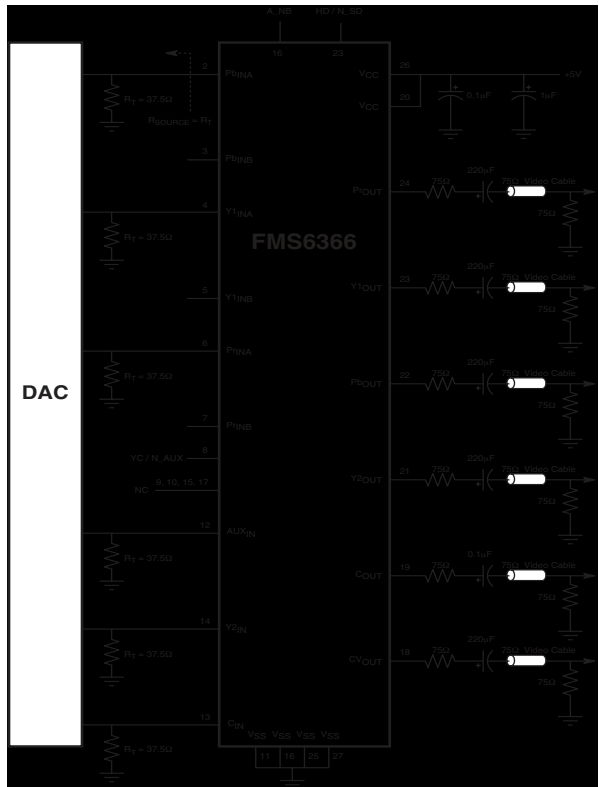 A_NB HD / N_SD
16 23
DAC
FMS6366
2 PbINA
RT = 37.5Ω
RSOURCE = RT
3 PbINB
4 Y1INA
RT = 37.5Ω
5 Y1INB
6 PrINA
RT = 37.5Ω
7 PrINB
YC / N_AUX 8
NC 9, 10, 15, 17
12 AUXIN
RT = 37.5Ω
14 Y2IN
RT = 37.5Ω
13 CIN
RT = 37.5Ω
VSS VSS VSS VSS
11 16 25 27
VCC 26 +5V
VCC 20 0.1µF 1µF
PrOUT 24 75Ω 220µF 75Ω Video Cable
75Ω
Y1OUT 23 75Ω 220µF 75Ω Video Cable
75Ω
PbOUT 22 75Ω 220µF 75Ω Video Cable
75Ω
Y2OUT 21 75Ω 220µF 75Ω Video Cable
75Ω
COUT 19 75Ω 0.1µF 75Ω Video Cable
75Ω
CVOUT 18 75Ω 220µF 75Ω Video Cable
75Ω